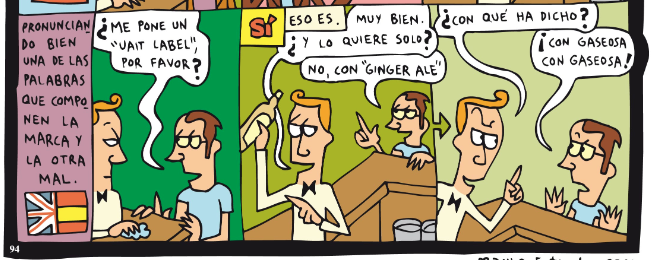 PRONUNCIAN
DO BIEN
UNA DE LAS
PALABRAS
QUE COMPO
NEN LA
MARCA Y
LA OTRA
MAL.
¿ME PONE UN
"UAIT LABEL",
POR FAVOR?
SÍ
ESO ES. MUY BIEN.
¿Y LO QUIERE SOLO?
NO, CON "GINGER ALE"
¿CON QUÉ HA DICHO?
¡CON GASEOSA
CON GASEOSA!
94